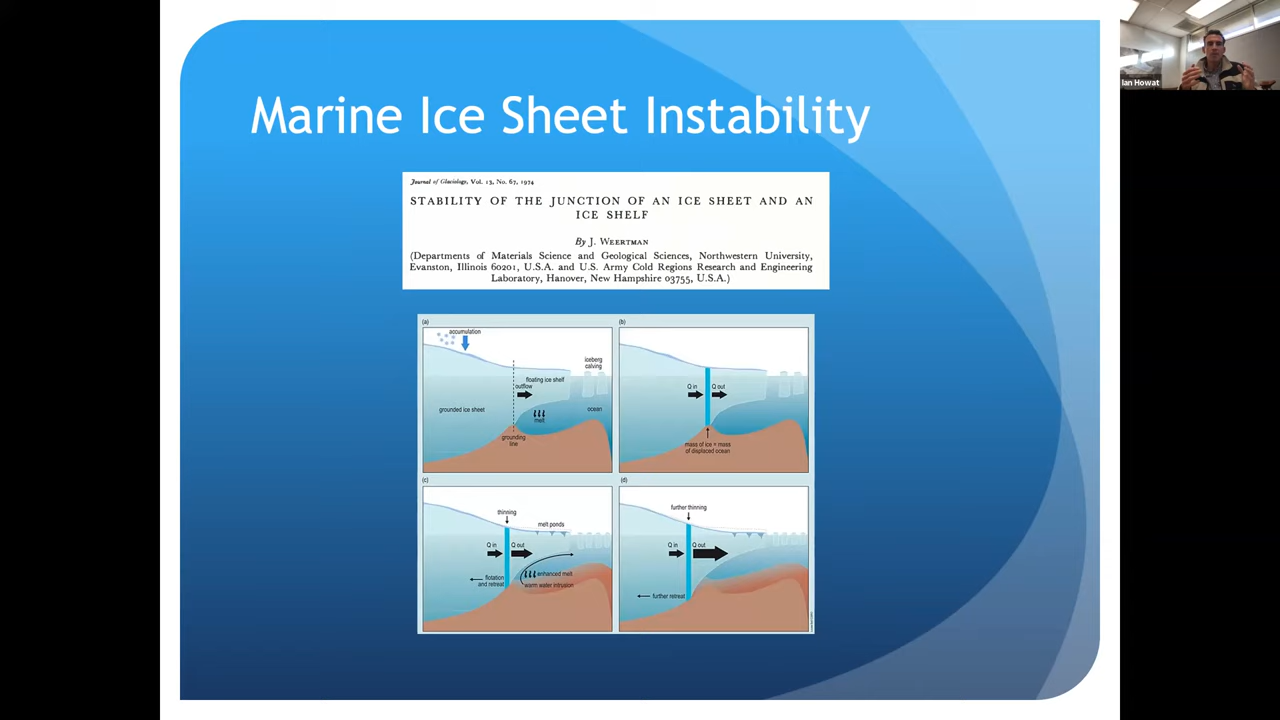 Marine Ice Sheet Instability
Ian Howat
Journal of Glaciology, Vol. 13, No. 67, 1974
STABILITY OF THE JUNCTION OF AN ICE SHEET AND AN
ICE SHELF
By J. WEERTMAN
(Departments of Materials Science and Geological Sciences, Northwestern University,
Evanston, Illinois 60201, U.S.A. and U.S. Army Cold Regions Research and Engineering
Laboratory, Hanover, New Hampshire 03755, U.S.A.)
(a)
accumulation
iceberg
calving
floating ice shelf
outflow
grounded ice sheet
melt
ocean
grounding
line
(b)
Q in
Q out
mass of ice = mass
of displaced ocean
(c)
thinning
melt ponds
Q in
Q out
flotation
and retreat
enhanced melt
warm water intrusion
(d)
further thinning
Q in
Q out
further retreat